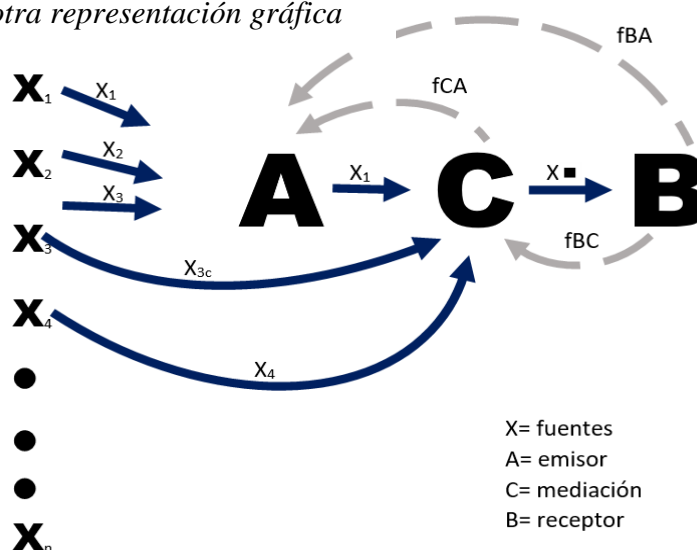 otra representación gráfica
fBA
fCA
X₁
X₁
X₂
X₂
X₃
A
X₁
C
X▪
B
X₃
fBC
X₃c
X₄
X₄
Xn
X= fuentes
A= emisor
C= mediación
B= receptor